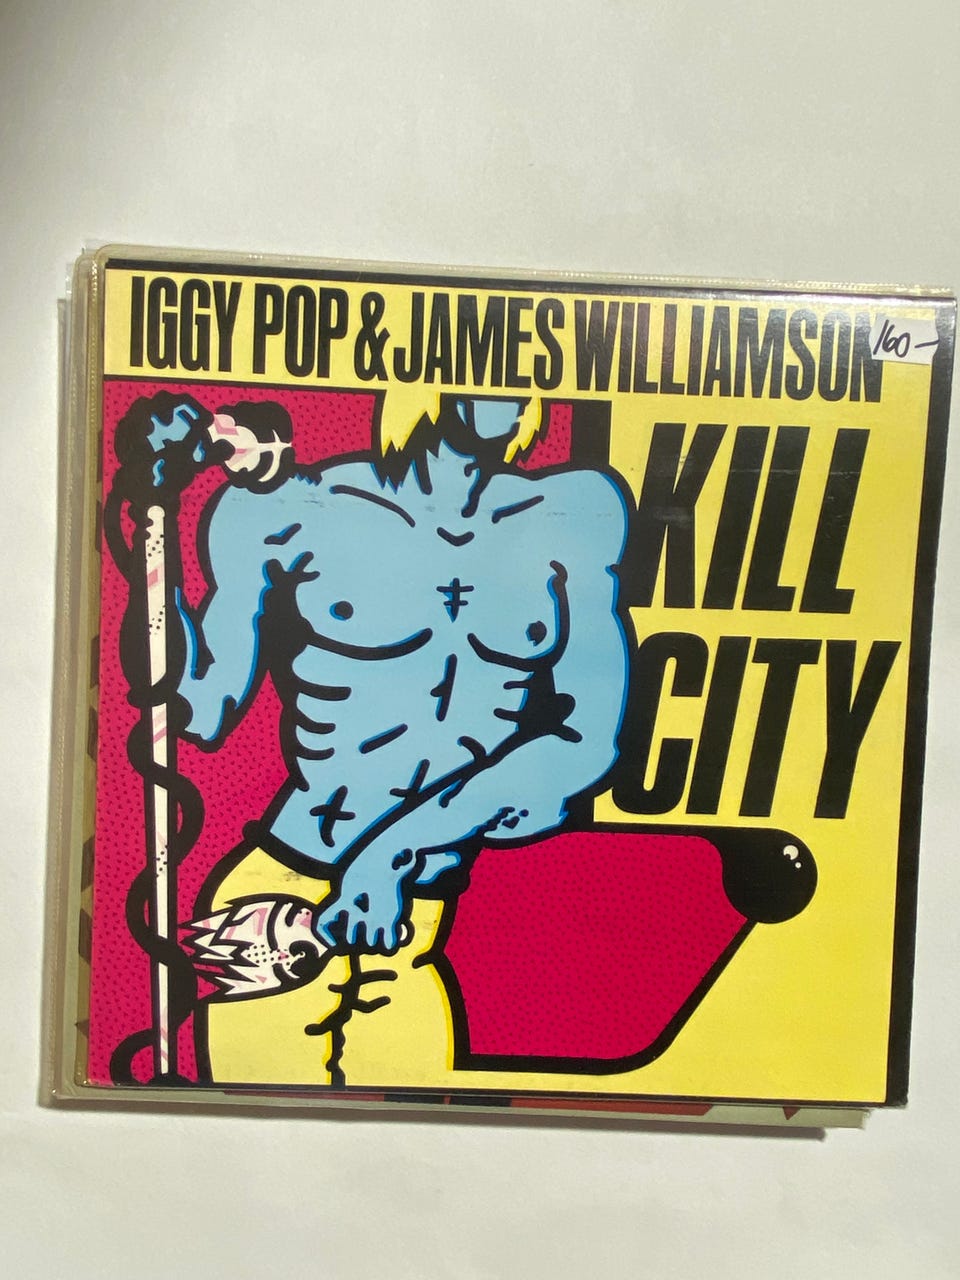 IGGY POP & JAMES WILLIAMSON
160-
KILL
CITY